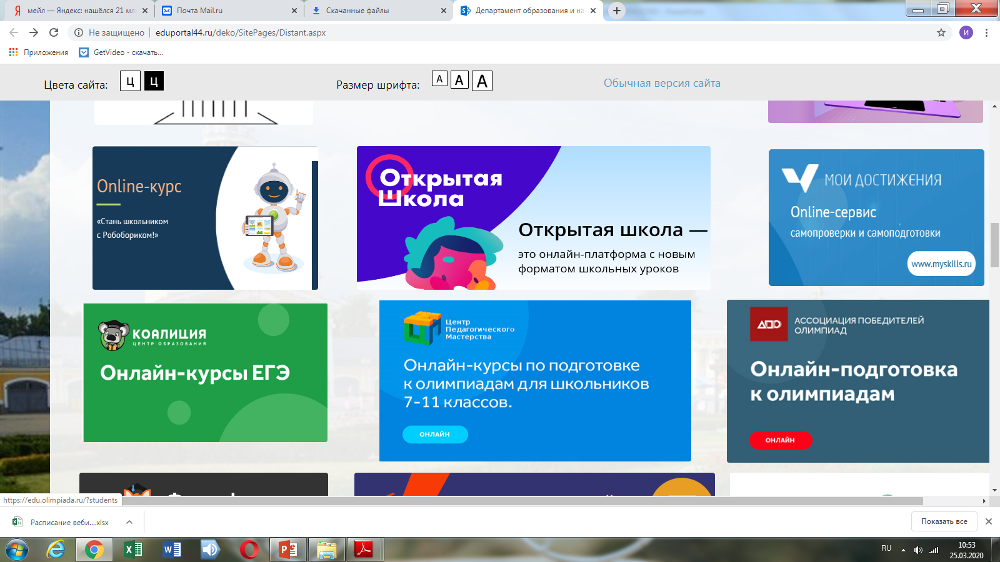 мейл — Яндекс: нашёлся 21 мл
Почта Mail.ru
Скачанные файлы
Департамент образования и на
Не защищено
eduportal44.ru/deko/SitePages/Distant.aspx
И
Приложения
GetVideo - скачать...
Цвета сайта:
Ц Ц
Размер шрифта:
А А А
Обычная версия сайта
Online-курс
«Стань школьником
с Робобориком!»
Открытая
Школа
Открытая школа —
это онлайн-платформа с новым
форматом школьных уроков
МОИ ДОСТИЖЕНИЯ
Online-сервис
самопроверки и самоподготовки
www.myskills.ru
КОАЛИЦИЯ
ЦЕНТР ОБРАЗОВАНИЯ
Онлайн-курсы ЕГЭ
Центр
Педагогического
Мастерства
Онлайн-курсы по подготовке
к олимпиадам для школьников
7-11 классов.
ОНЛАЙН
АПО
АССОЦИАЦИЯ ПОБЕДИТЕЛЕЙ
ОЛИМПИАД
Онлайн-подготовка
к олимпиадам
ОНЛАЙН
https://edu.olimpiada.ru/?students
Расписание веби....xlsx
Показать все
RU
10:53
25.03.2020